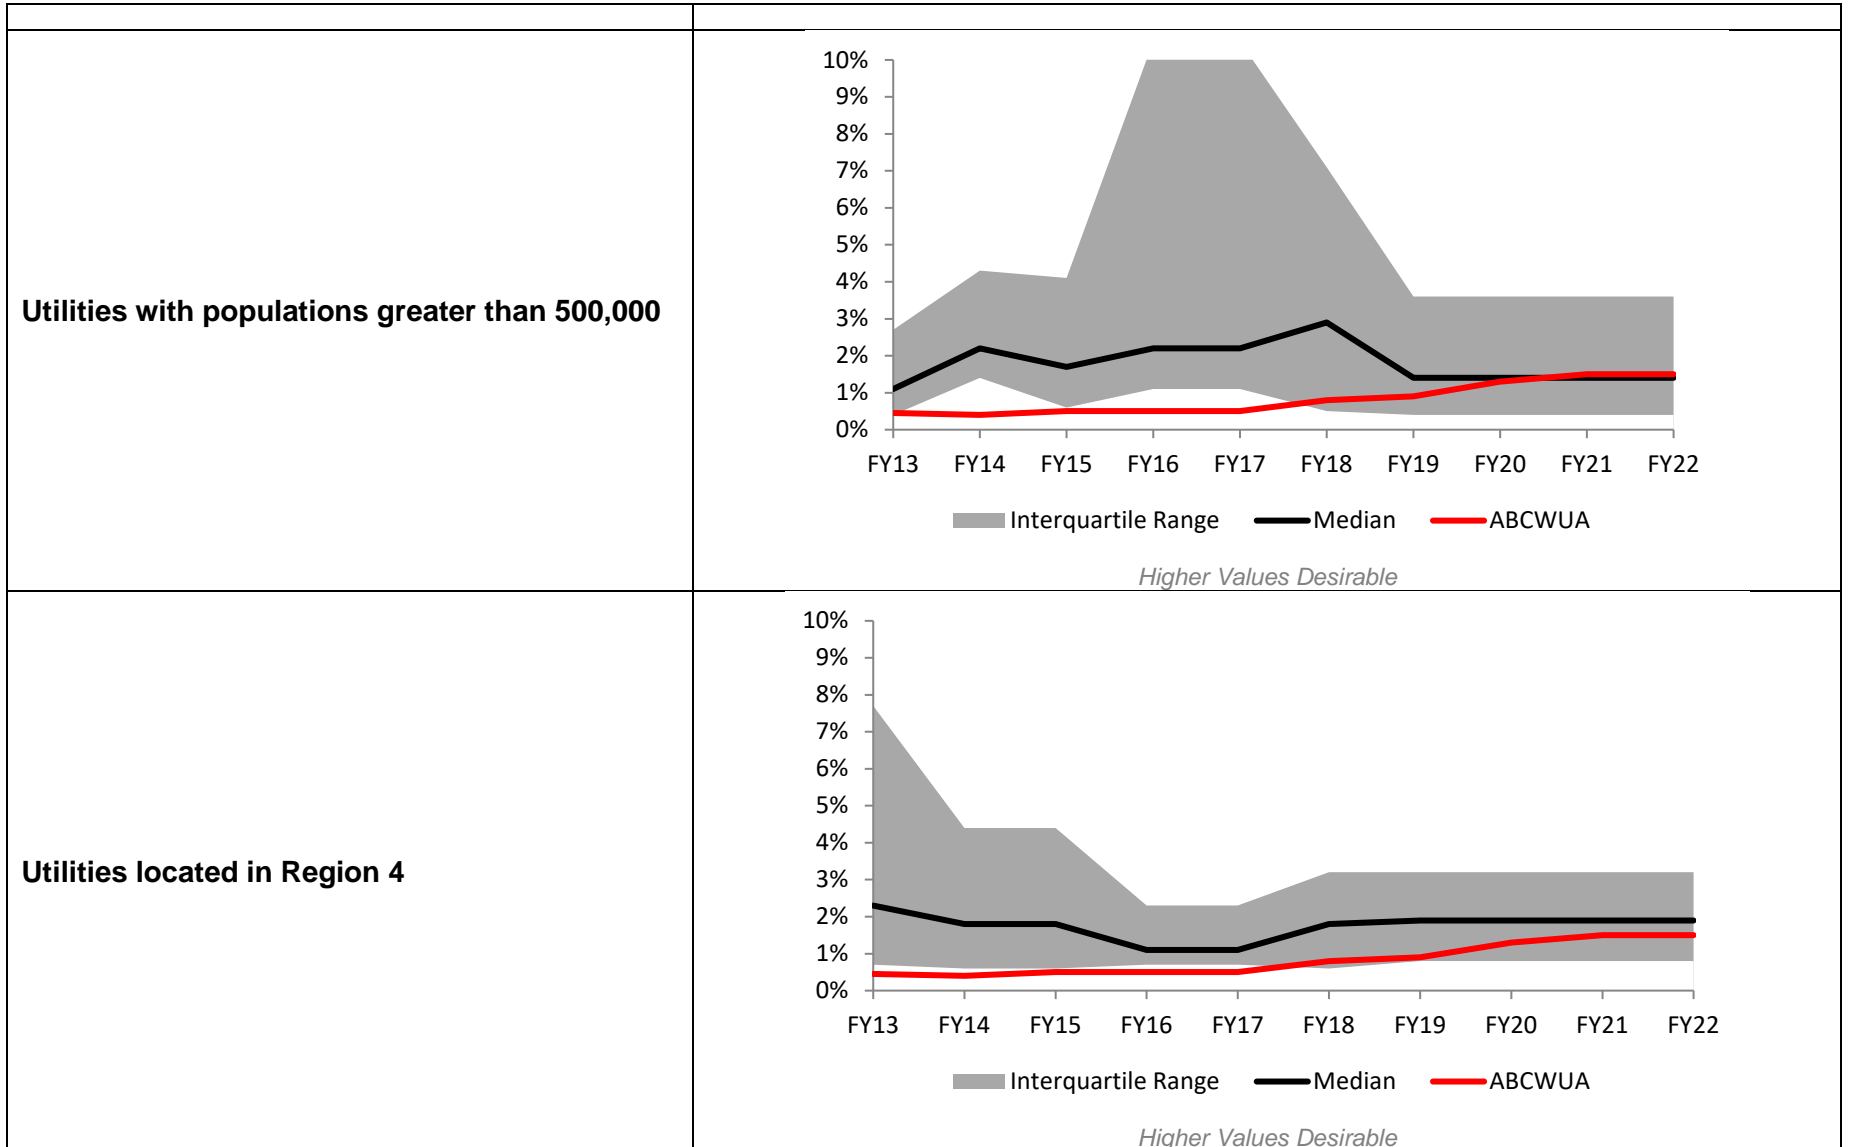 Utilities with populations greater than 500,000
10%
9%
8%
7%
6%
5%
4%
3%
2%
1%
0%
FY13 FY14 FY15 FY16 FY17 FY18 FY19 FY20 FY21 FY22
Interquartile Range Median ABCWUA
Higher Values Desirable
Utilities located in Region 4
10%
9%
8%
7%
6%
5%
4%
3%
2%
1%
0%
FY13 FY14 FY15 FY16 FY17 FY18 FY19 FY20 FY21 FY22
Interquartile Range Median ABCWUA
Higher Values Desirable